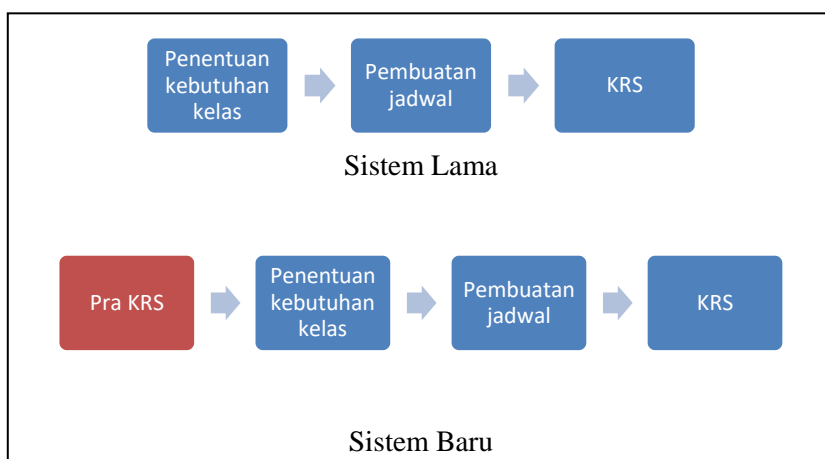 Penentuan
kebutuhan
kelas
Pembuatan
jadwal
KRS
Sistem Lama
Pra KRS
Penentuan
kebutuhan
kelas
Pembuatan
jadwal
KRS
Sistem Baru